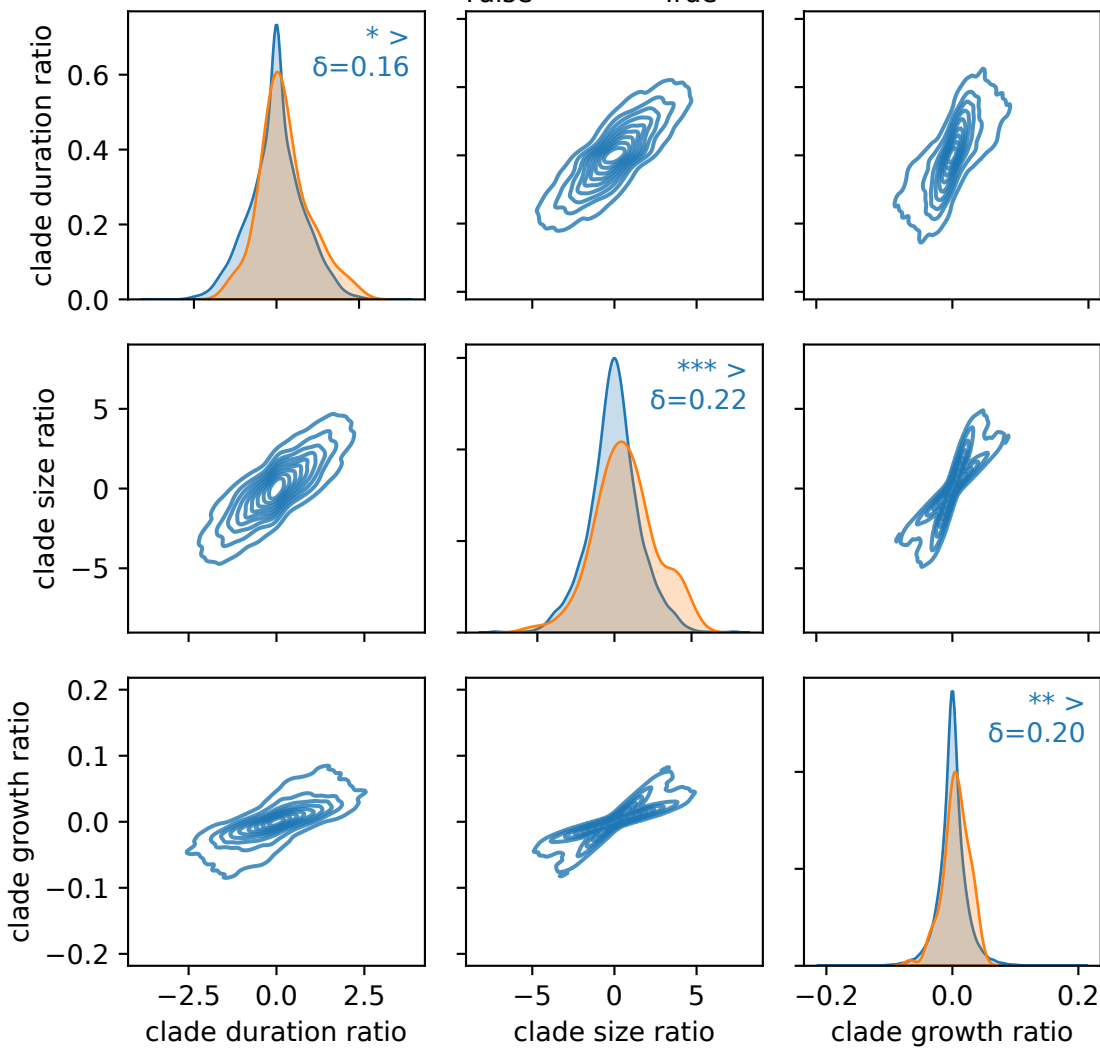 clade duration ratio
0.6
0.4
0.2
0.0
* >
δ=0.16
clade size ratio
5
0
−5
*** >
δ=0.22
clade growth ratio
0.2
0.1
0.0
−0.1
−0.2
** >
δ=0.20
−2.5 0.0 2.5
−5 0 5
−0.2 0.0 0.2
clade duration ratio
clade size ratio
clade growth ratio